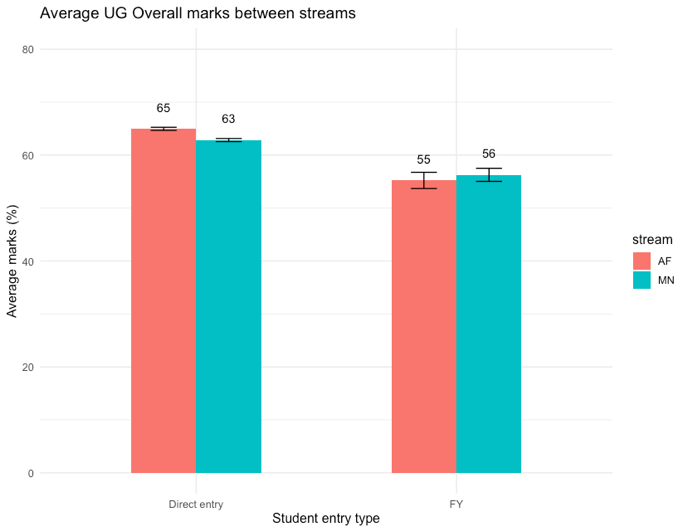 Average UG Overall marks between streams
Average marks (%)
80
60
40
20
0
65
63
55
56
Direct entry
FY
Student entry type
stream
AF
MN